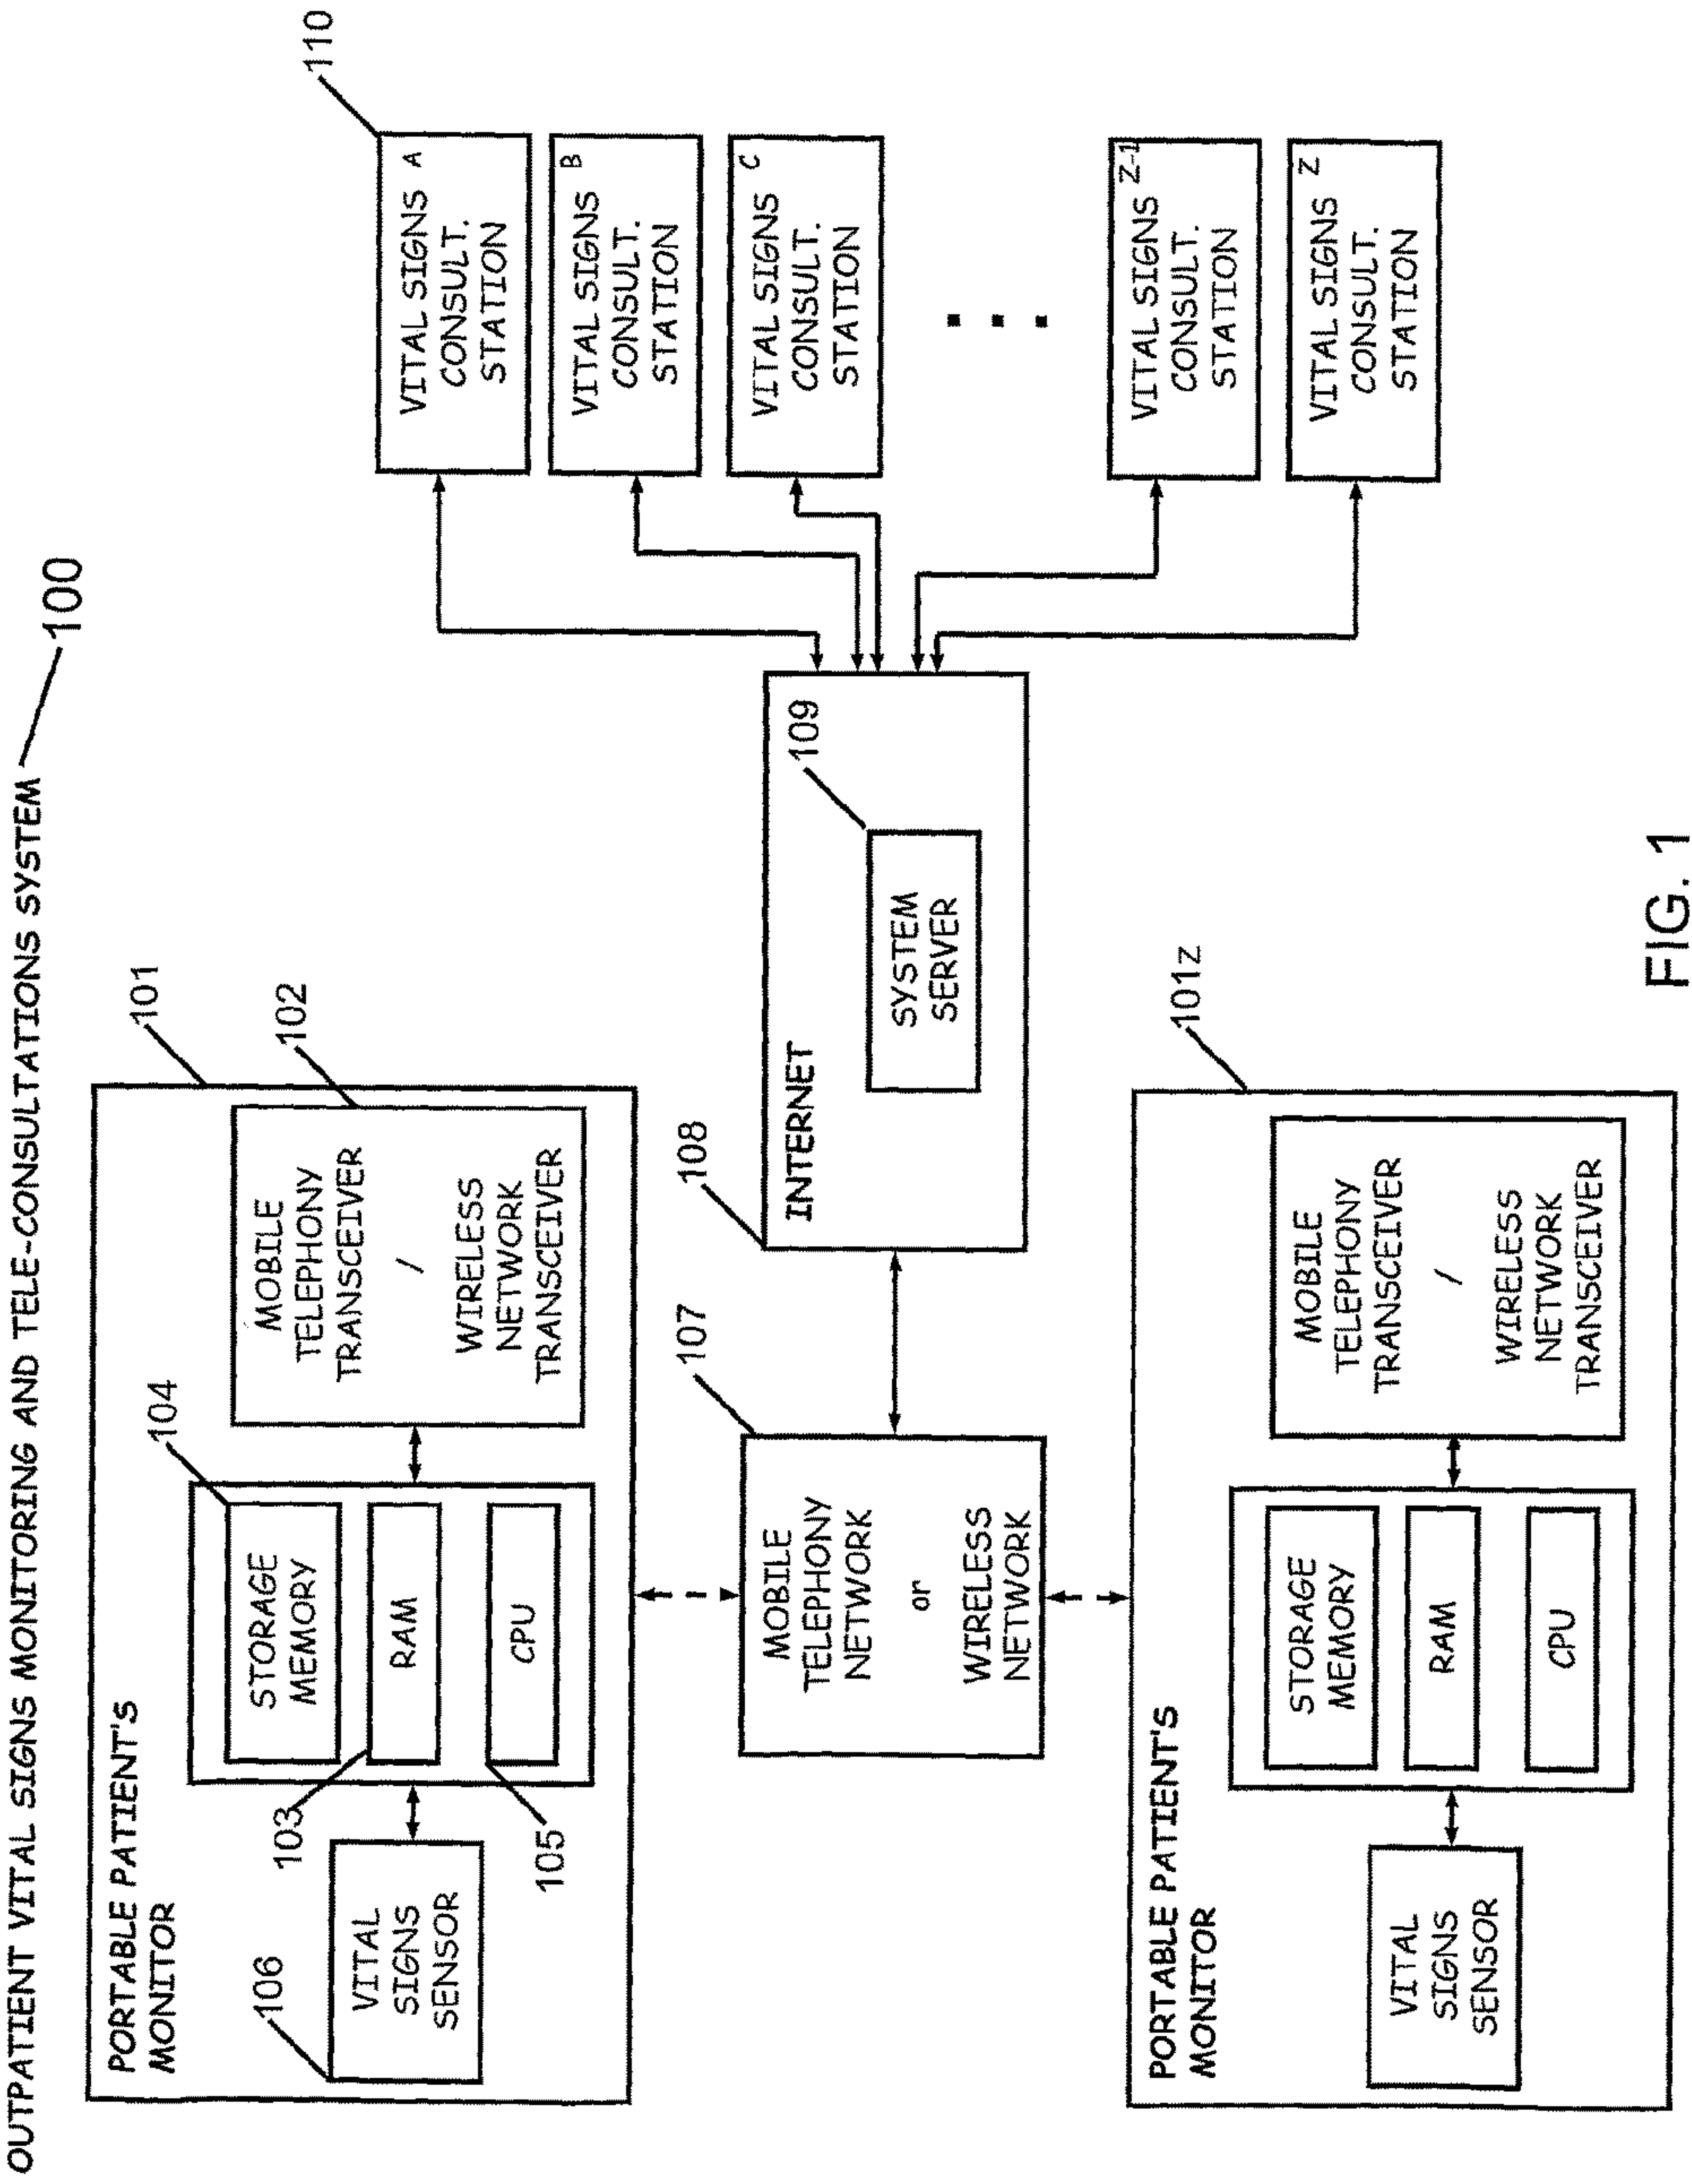 OUTPATIENT VITAL SIGNS MONITORING AND TELE-CONSULTATIONS SYSTEM
100
101
PORTABLE PATIENT'S
MONITOR
106
VITAL
SIGNS
SENSOR
104
STORAGE
MEMORY
103
RAM
105
CPU
102
MOBILE
TELEPHONY
TRANSCEIVER
/
WIRELESS
NETWORK
TRANSCEIVER
107
MOBILE
TELEPHONY
NETWORK
or
WIRELESS
NETWORK
108
INTERNET
109
SYSTEM
SERVER
110
VITAL SIGNS A
CONSULT.
STATION
VITAL SIGNS B
CONSULT.
STATION
VITAL SIGNS C
CONSULT.
STATION
VITAL SIGNS Z-1
CONSULT.
STATION
VITAL SIGNS Z
CONSULT.
STATION
101z
PORTABLE PATIENT'S
MONITOR
VITAL
SIGNS
SENSOR
STORAGE
MEMORY
RAM
CPU
MOBILE
TELEPHONY
TRANSCEIVER
/
WIRELESS
NETWORK
TRANSCEIVER
FIG. 1